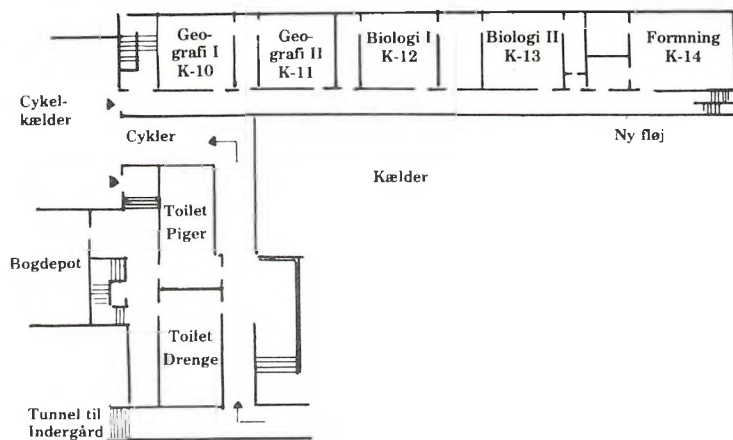 Geo-
grafi I
K-10
Geo-
grafi II
K-11
Biologi I
K-12
Biologi II
K-13
Formning
K-14
Cykel-
kælder
Cykler
Ny fløj
Kælder
Toilet
Piger
Bogdepot
Toilet
Drenge
Tunnel til
Indergård